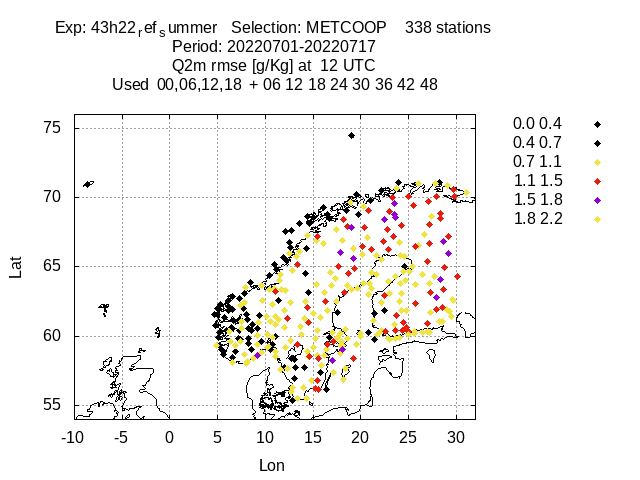 Exp: 43h22refsummer Selection: METCOOP 338 stations
Period: 20220701-20220717
Q2m rmse [g/Kg] at 12 UTC
Used 00,06,12,18 + 06 12 18 24 30 36 42 48
75
70
65
60
55
Lat
-10 -5 0 5 10 15 20 25 30
Lon
0.0 0.4
0.4 0.7
0.7 1.1
1.1 1.5
1.5 1.8
1.8 2.2